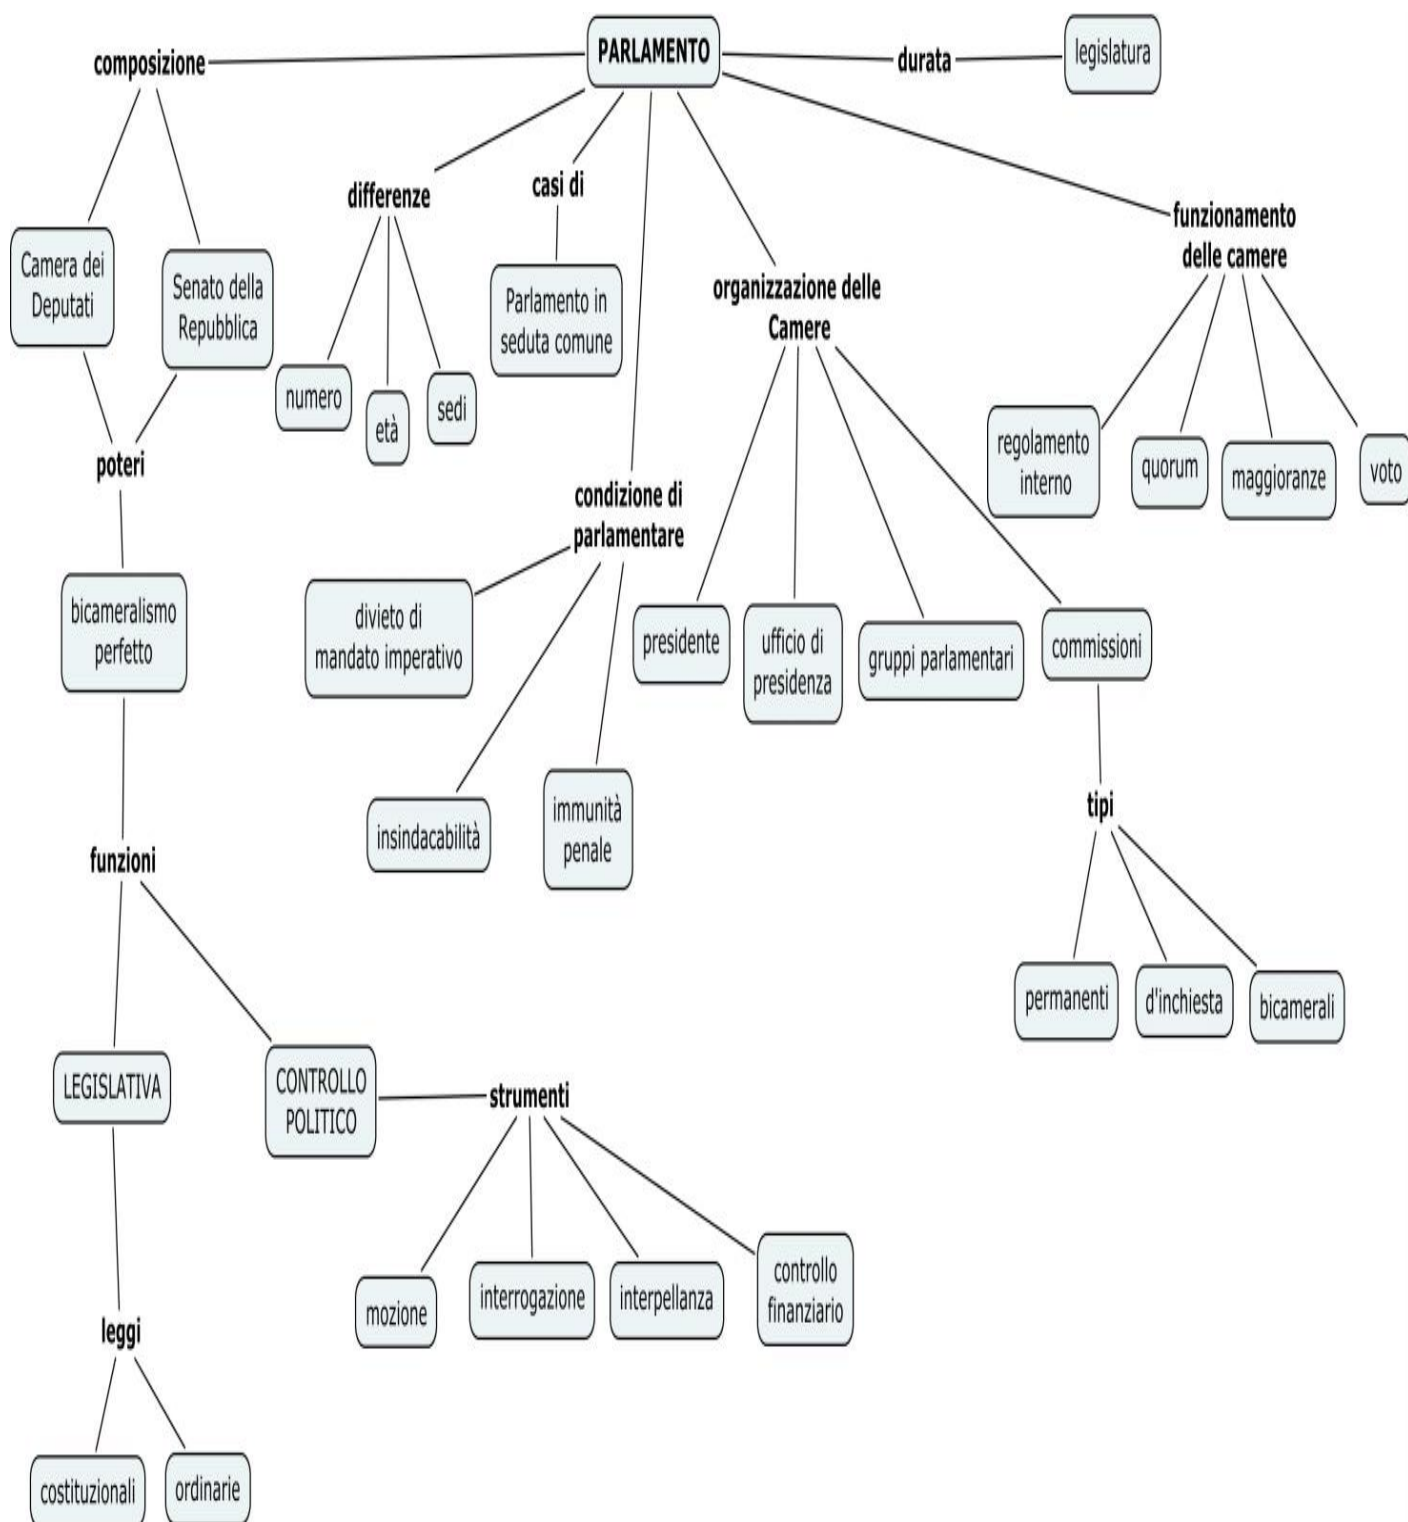 PARLAMENTO
composizione
durata
legislatura
differenze
casi di
funzionamento
delle camere
Camera dei
Deputati
Senato della
Repubblica
Parlamento in
seduta comune
organizzazione delle
Camere
numero
età
sedi
poteri
condizione di
parlamentare
regolamento
interno
quorum
maggioranze
voto
bicameralismo
perfetto
divieto di
mandato imperativo
presidente
ufficio di
presidenza
gruppi parlamentari
commissioni
insindacabilità
immunità
penale
tipi
funzioni
permanenti
d'inchiesta
bicamerali
LEGISLATIVA
CONTROLLO
POLITICO
strumenti
mozione
interrogazione
interpellanza
controllo
finanziario
leggi
costituzionali
ordinarie